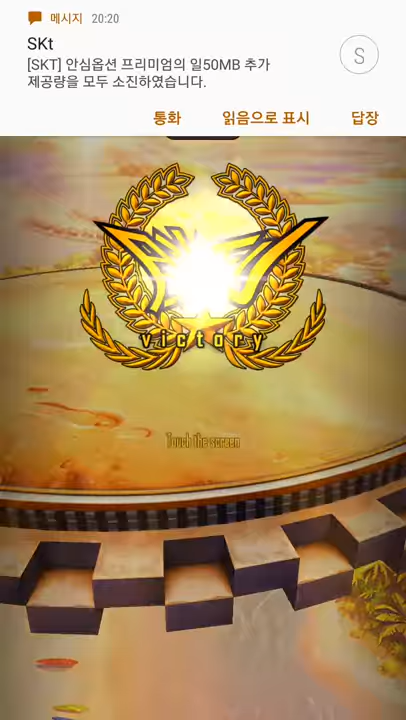 메시지 20:20
SKt
S
[SKT] 안심옵션 프리미엄의 일50MB 추가
제공량을 모두 소진하였습니다.
통화 읽음으로 표시 답장
victory
Touch the screen